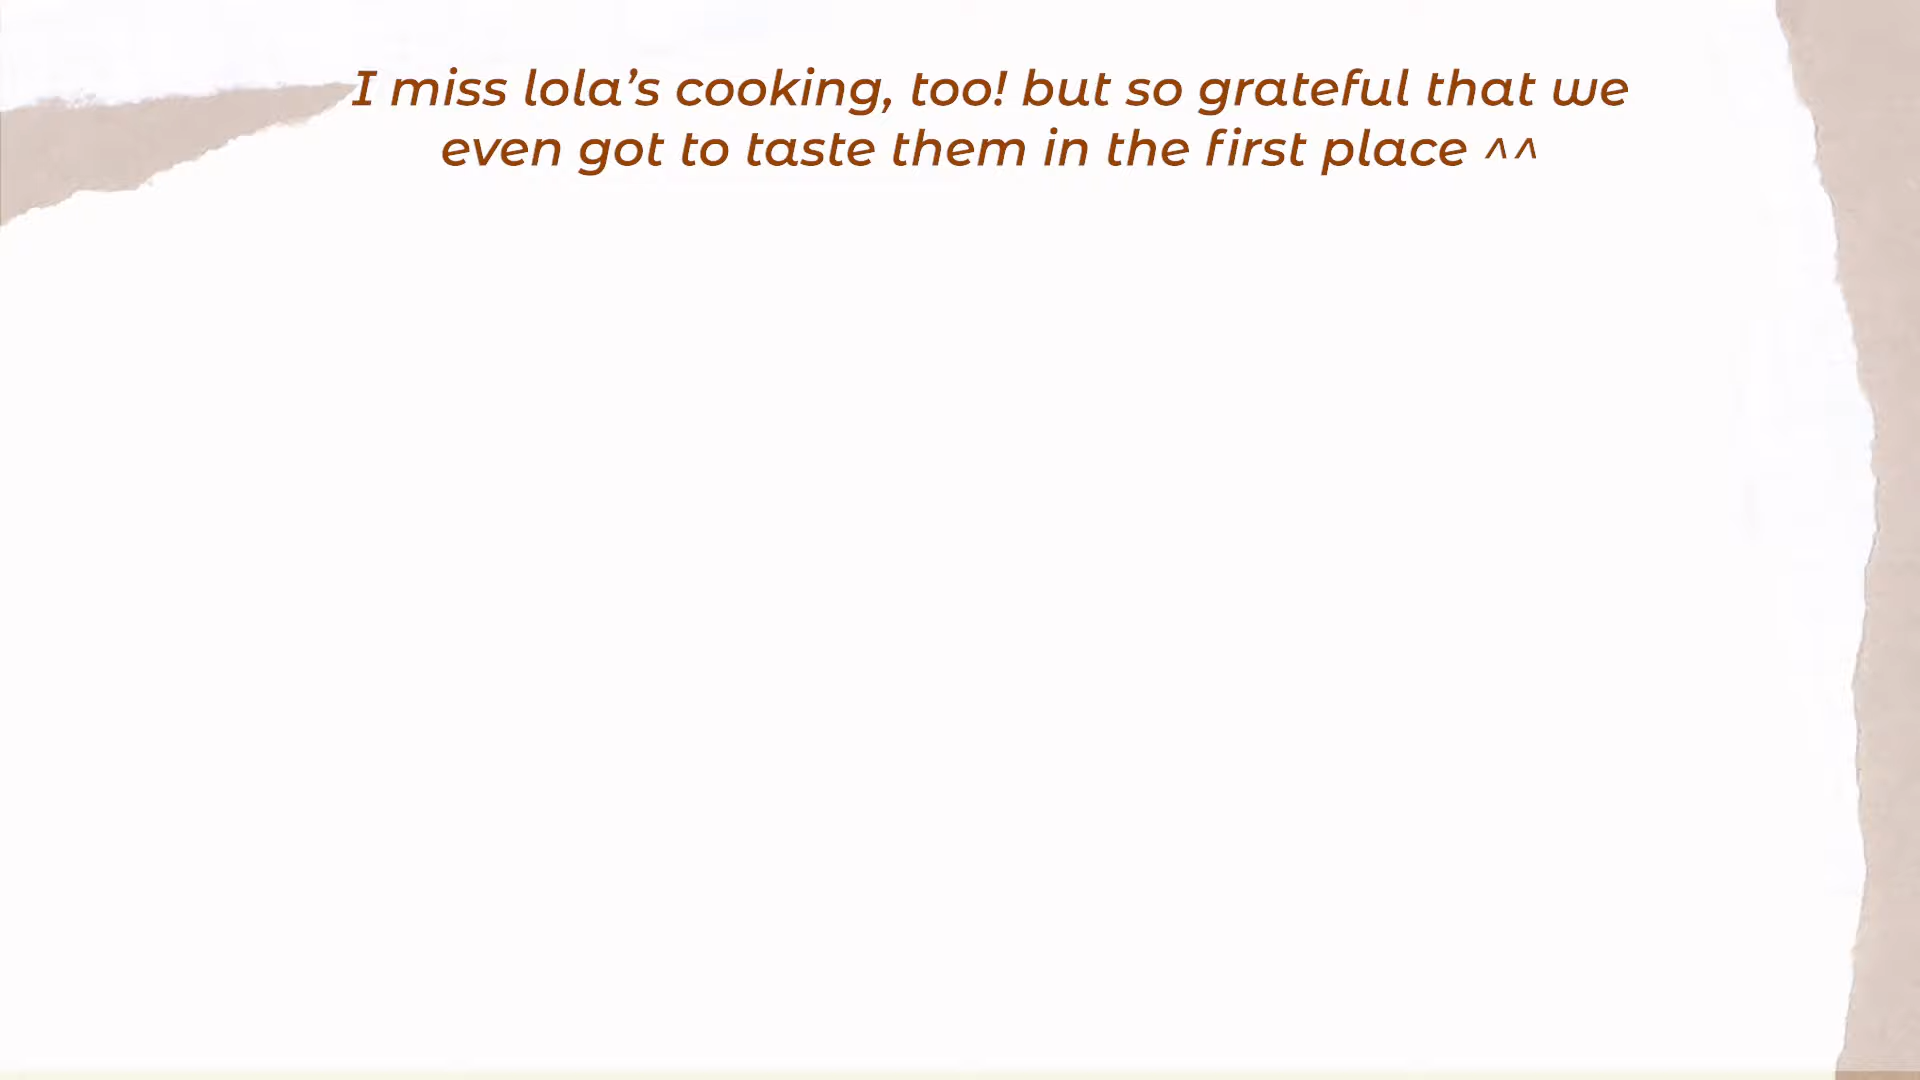 I miss lola’s cooking, too! but so grateful that we
even got to taste them in the first place ^^